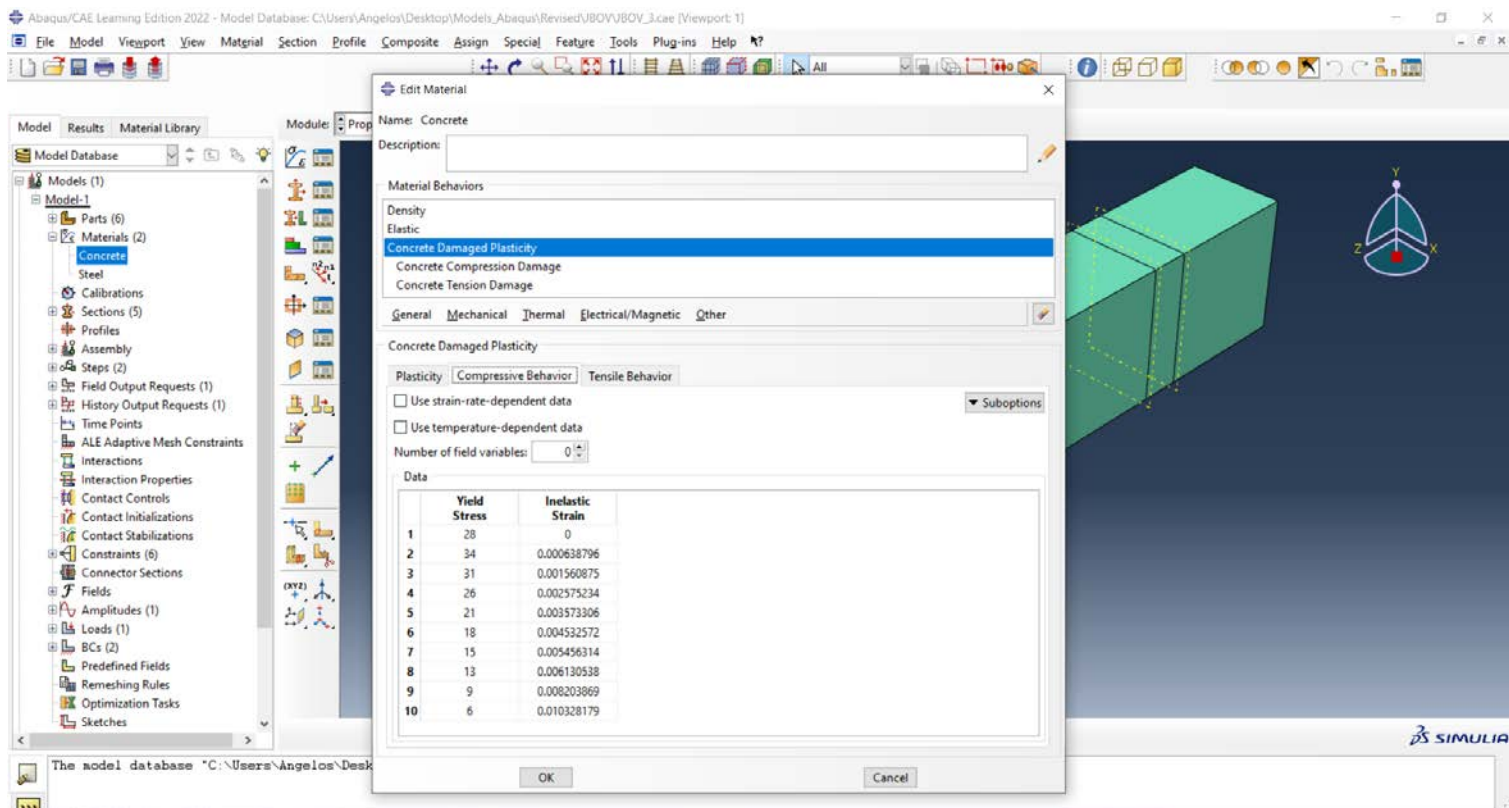 Abaqus/CAE Learning Edition 2022 - Model Database: C:\Users\Angelos\Desktop\Models_Abaqus\Revised\JBOV\JBOV_3.cae [Viewport: 1]
File Model Viewport View Material Section Profile Composite Assign Special Feature Tools Plug-ins Help
All
Edit Material
Model Results Material Library
Module: Prop
Name: Concrete
Description:
Model Database
Models (1)
Model-1
Parts (6)
Materials (2)
Concrete
Steel
Calibrations
Sections (5)
Profiles
Assembly
Steps (2)
Field Output Requests (1)
History Output Requests (1)
Time Points
ALE Adaptive Mesh Constraints
Interactions
Interaction Properties
Contact Controls
Contact Initializations
Contact Stabilizations
Constraints (6)
Connector Sections
Fields
Amplitudes (1)
Loads (1)
BCs (2)
Predefined Fields
Remeshing Rules
Optimization Tasks
Sketches
(XYZ)
Material Behaviors
Density
Elastic
Concrete Damaged Plasticity
Concrete Compression Damage
Concrete Tension Damage
General Mechanical Thermal Electrical/Magnetic Other
Concrete Damaged Plasticity
Plasticity Compressive Behavior Tensile Behavior
Use strain-rate-dependent data
Suboptions
Use temperature-dependent data
Number of field variables: 0
Data
Yield Stress Inelastic Strain
1 28 0
2 34 0.000638796
3 31 0.001560875
4 26 0.002575234
5 21 0.003573306
6 18 0.004532572
7 15 0.005456314
8 13 0.006130538
9 9 0.008203869
10 6 0.010328179
OK Cancel
Y
Z X
SIMULIA
The model database "C:\Users\Angelos\Desk